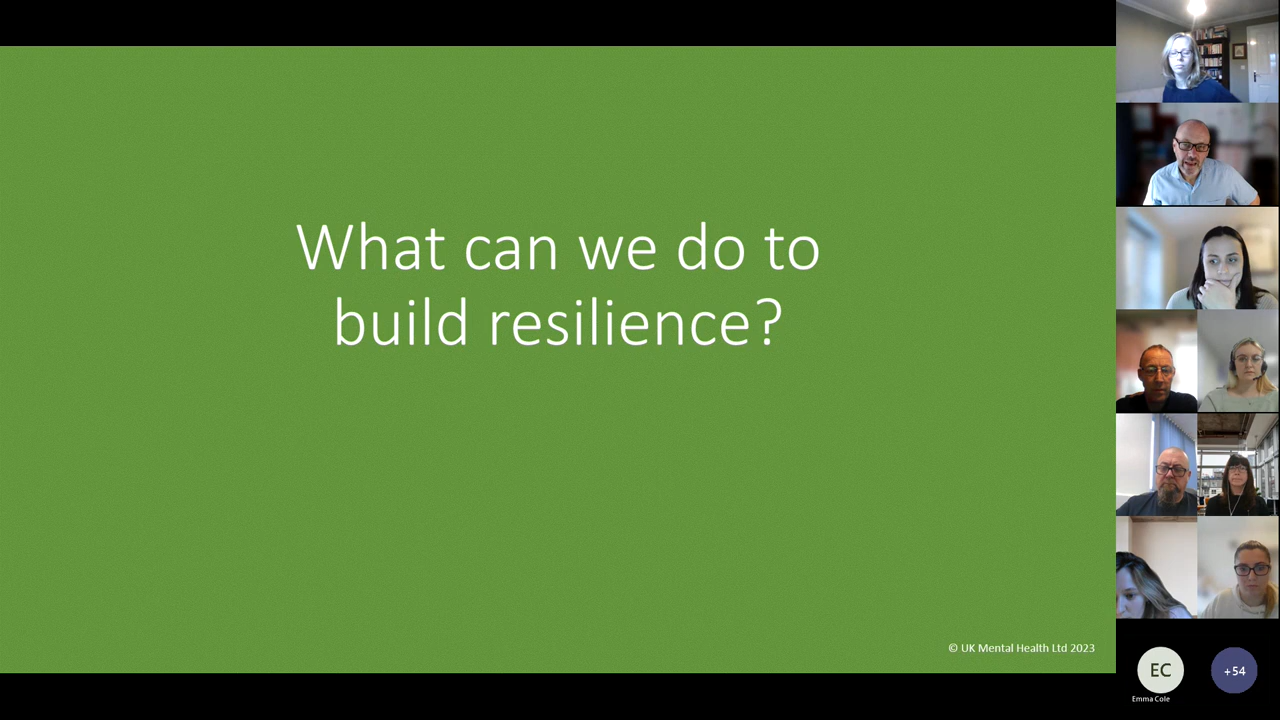 What can we do to
build resilience?
© UK Mental Health Ltd 2023
EC
+54
Emma Cole